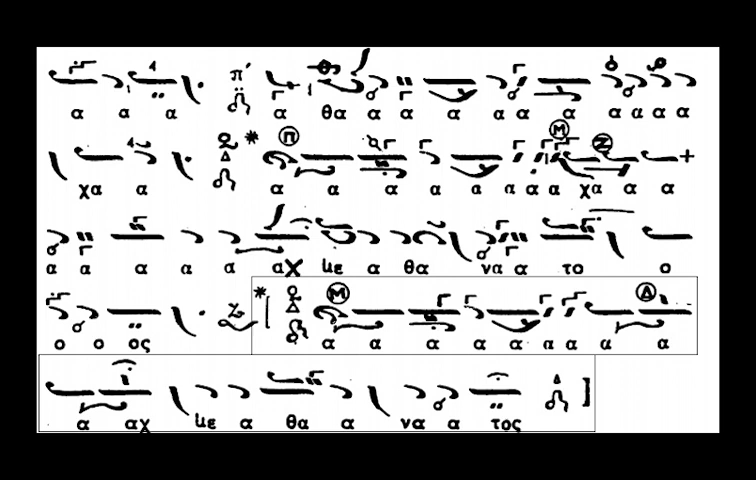 α α α π' α θα α α α α α α α α α
χα α Δ * Π α α α α α Μ α α α Ζ χα α α
α α α α α αχ με α θα να α το ο
ο ο ος * [ Δ Μ α α α α α α α α Δ α
α αχ με α θα α να α τος Δ ]